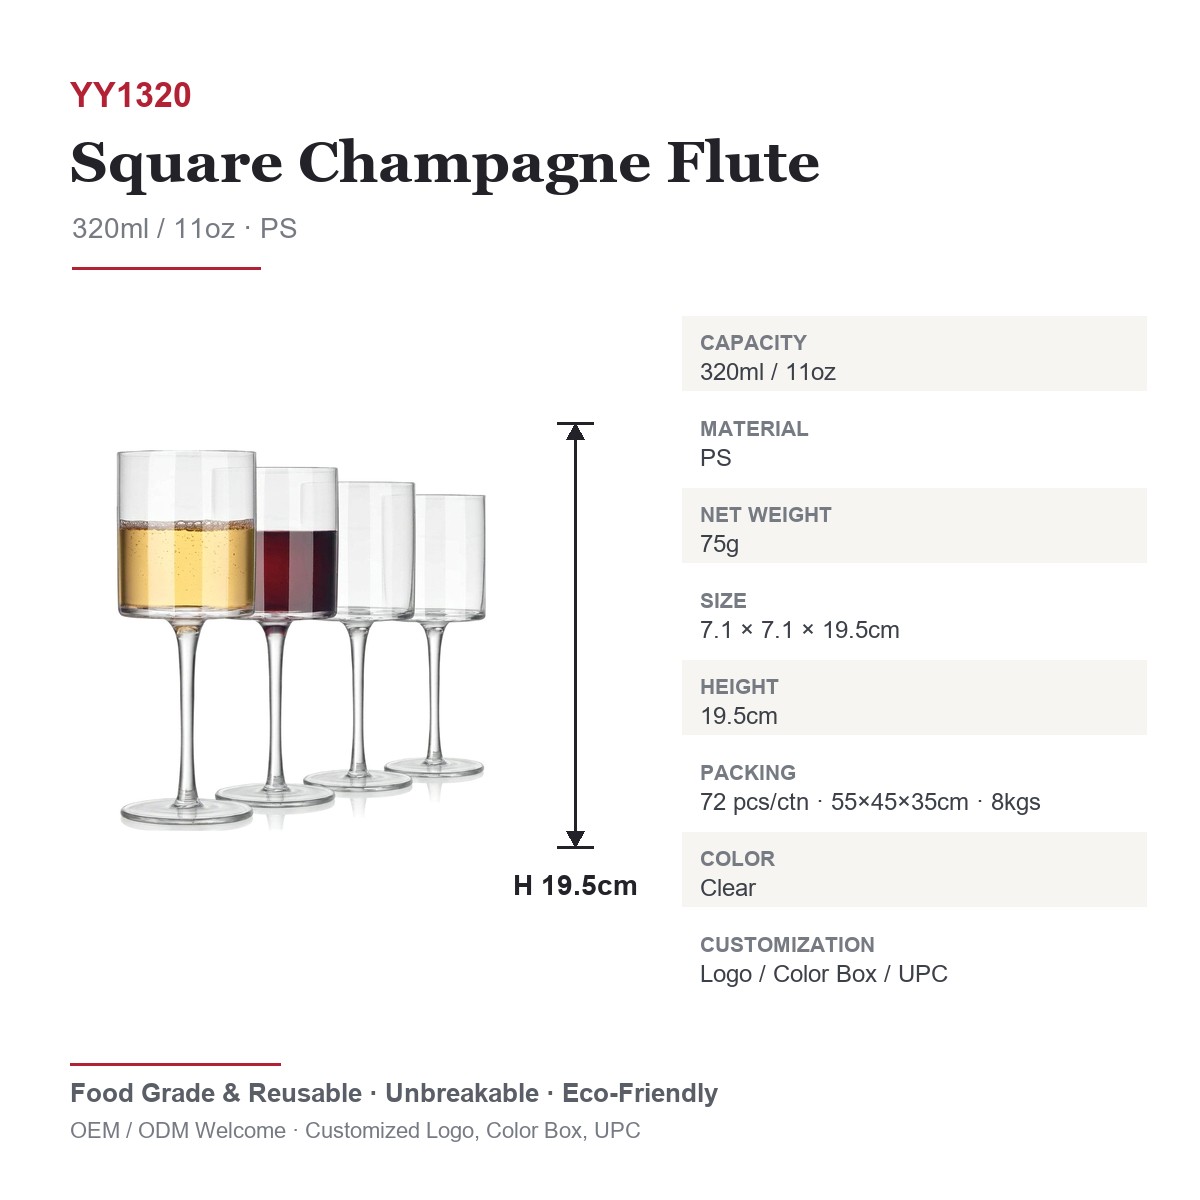 YY1320
Square Champagne Flute
320ml / 11oz · PS
CAPACITY
320ml / 11oz
MATERIAL
PS
NET WEIGHT
75g
SIZE
7.1 × 7.1 × 19.5cm
HEIGHT
19.5cm
PACKING
72 pcs/ctn · 55×45×35cm · 8kgs
COLOR
Clear
CUSTOMIZATION
Logo / Color Box / UPC
H 19.5cm
Food Grade & Reusable · Unbreakable · Eco-Friendly
OEM / ODM Welcome · Customized Logo, Color Box, UPC